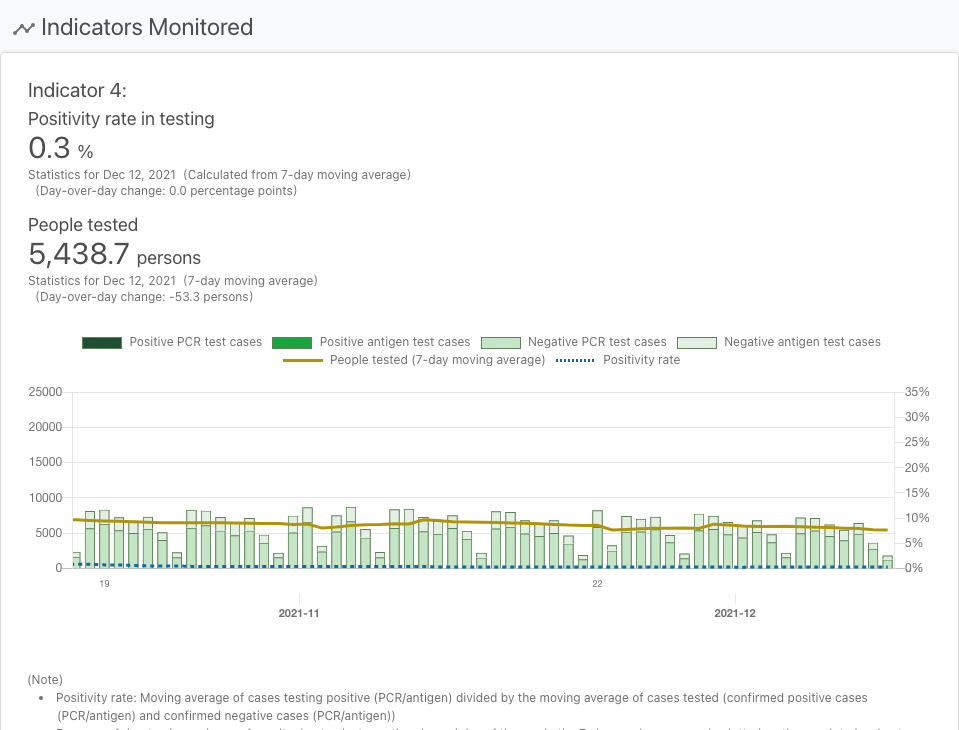 Indicators Monitored
Indicator 4:
Positivity rate in testing
0.3 %
Statistics for Dec 12, 2021 (Calculated from 7-day moving average)
(Day-over-day change: 0.0 percentage points)
People tested
5,438.7 persons
Statistics for Dec 12, 2021 (7-day moving average)
(Day-over-day change: -53.3 persons)
Positive PCR test cases Positive antigen test cases Negative PCR test cases Negative antigen test cases
People tested (7-day moving average) Positivity rate
25000 35%
30%
20000
25%
15000 20%
15%
10000
10%
5000
5%
0 0%
19 22
2021-11 2021-12
(Note)
• Positivity rate: Moving average of cases testing positive (PCR/antigen) divided by the moving average of cases tested (confirmed positive cases
(PCR/antigen) and confirmed negative cases (PCR/antigen))